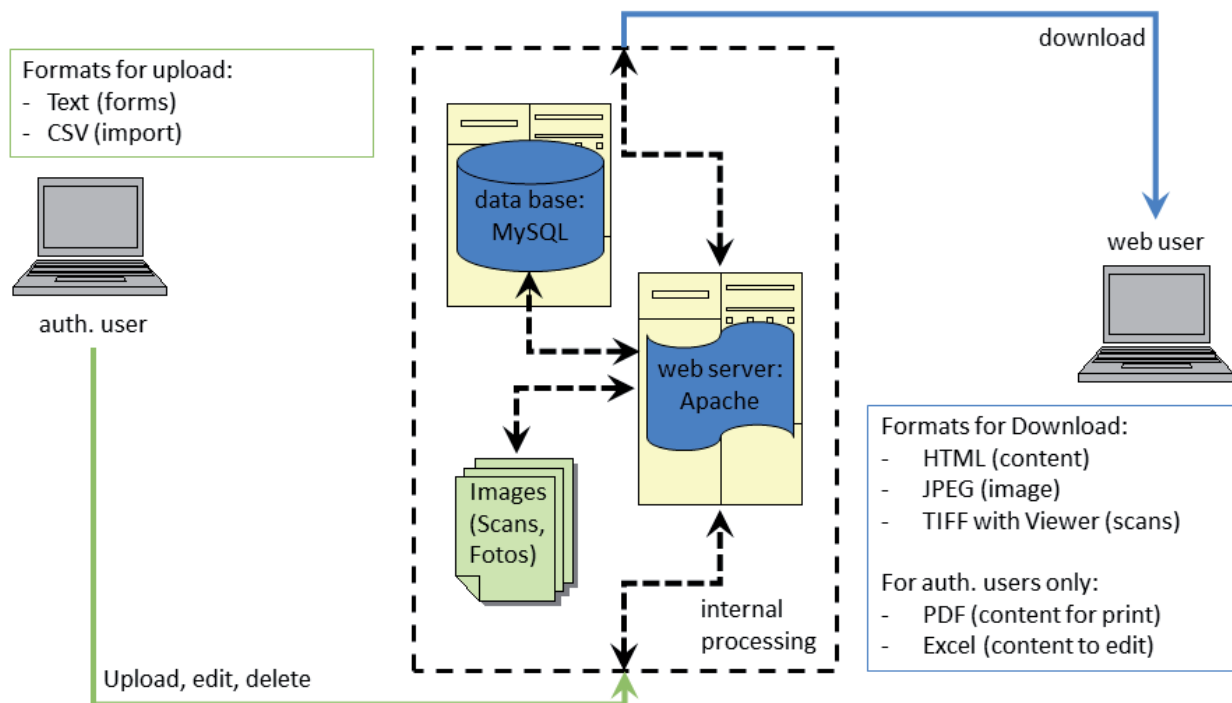 Formats for upload:
- Text (forms)
- CSV (import)
auth. user
Upload, edit, delete
data base:
MySQL
web server:
Apache
Images
(Scans,
Fotos)
internal
processing
download
web user
Formats for Download:
- HTML (content)
- JPEG (image)
- TIFF with Viewer (scans)
For auth. users only:
- PDF (content for print)
- Excel (content to edit)